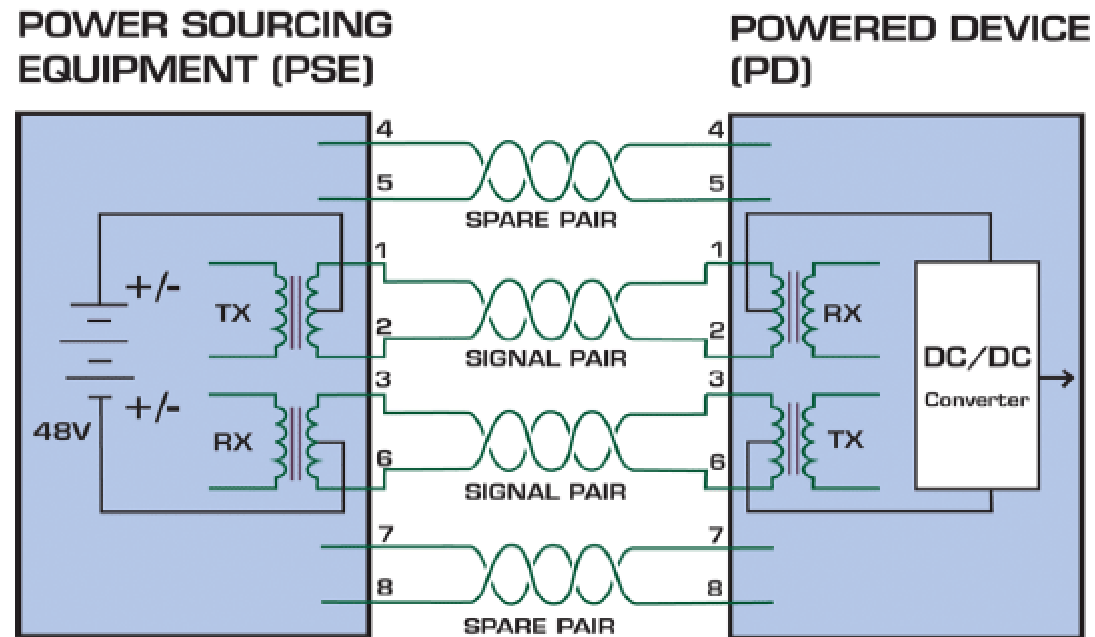 POWER SOURCING
EQUIPMENT (PSE)
POWERED DEVICE
(PD)
4
4
5
5
SPARE PAIR
1
1
+/-
TX
RX
2
2
SIGNAL PAIR
DC/DC
Converter
3
3
+/-
48V
RX
TX
6
6
SIGNAL PAIR
7
7
8
8
SPARE PAIR